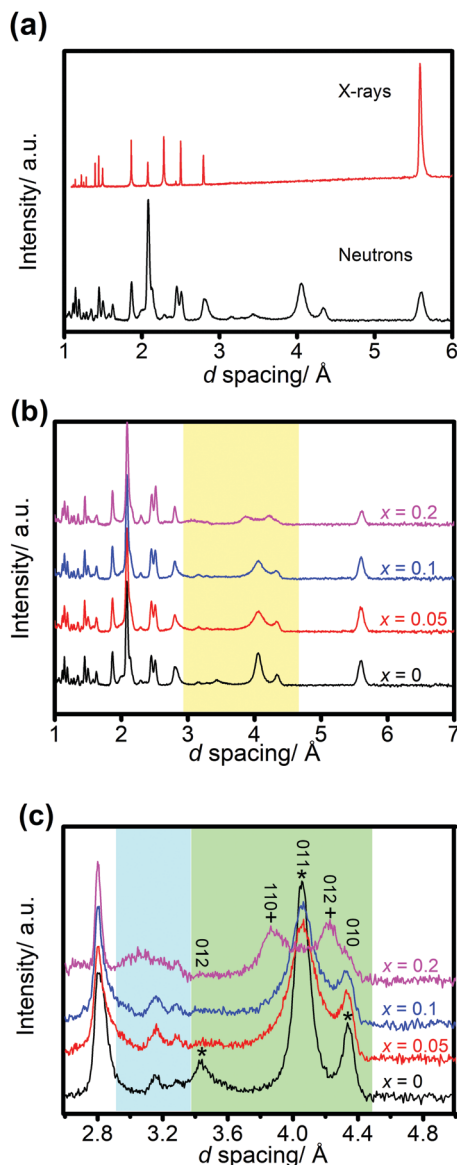 (a)
Intensity/ a.u.
X-rays
Neutrons
1 2 3 4 5 6
d spacing/ Å
(b)
Intensity/ a.u.
x = 0.2
x = 0.1
x = 0.05
x = 0
1 2 3 4 5 6 7
d spacing/ Å
(c)
Intensity/ a.u.
012
*
110+
011
*
012 +
010
*
x = 0.2
x = 0.1
x = 0.05
x = 0
2.8 3.2 3.6 4.0 4.4 4.8
d spacing/ Å